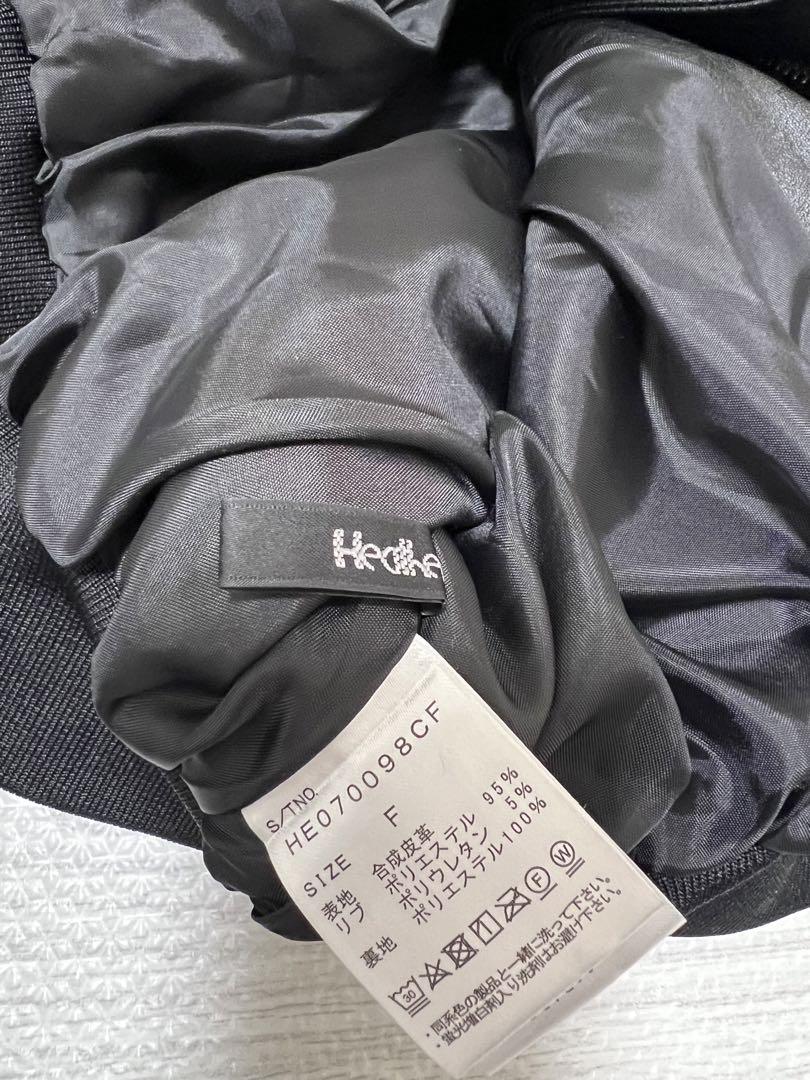 Hedhe
S/TNO.
HE070098CF
SIZE F
表地 合成皮革
リブ ポリエステル 95%
ポリウレタン 5%
裏地 ポリエステル100%
30 F W
・同系色の製品と一緒に洗って下さい。
・蛍光増白剤入り洗剤はお避け下さい。